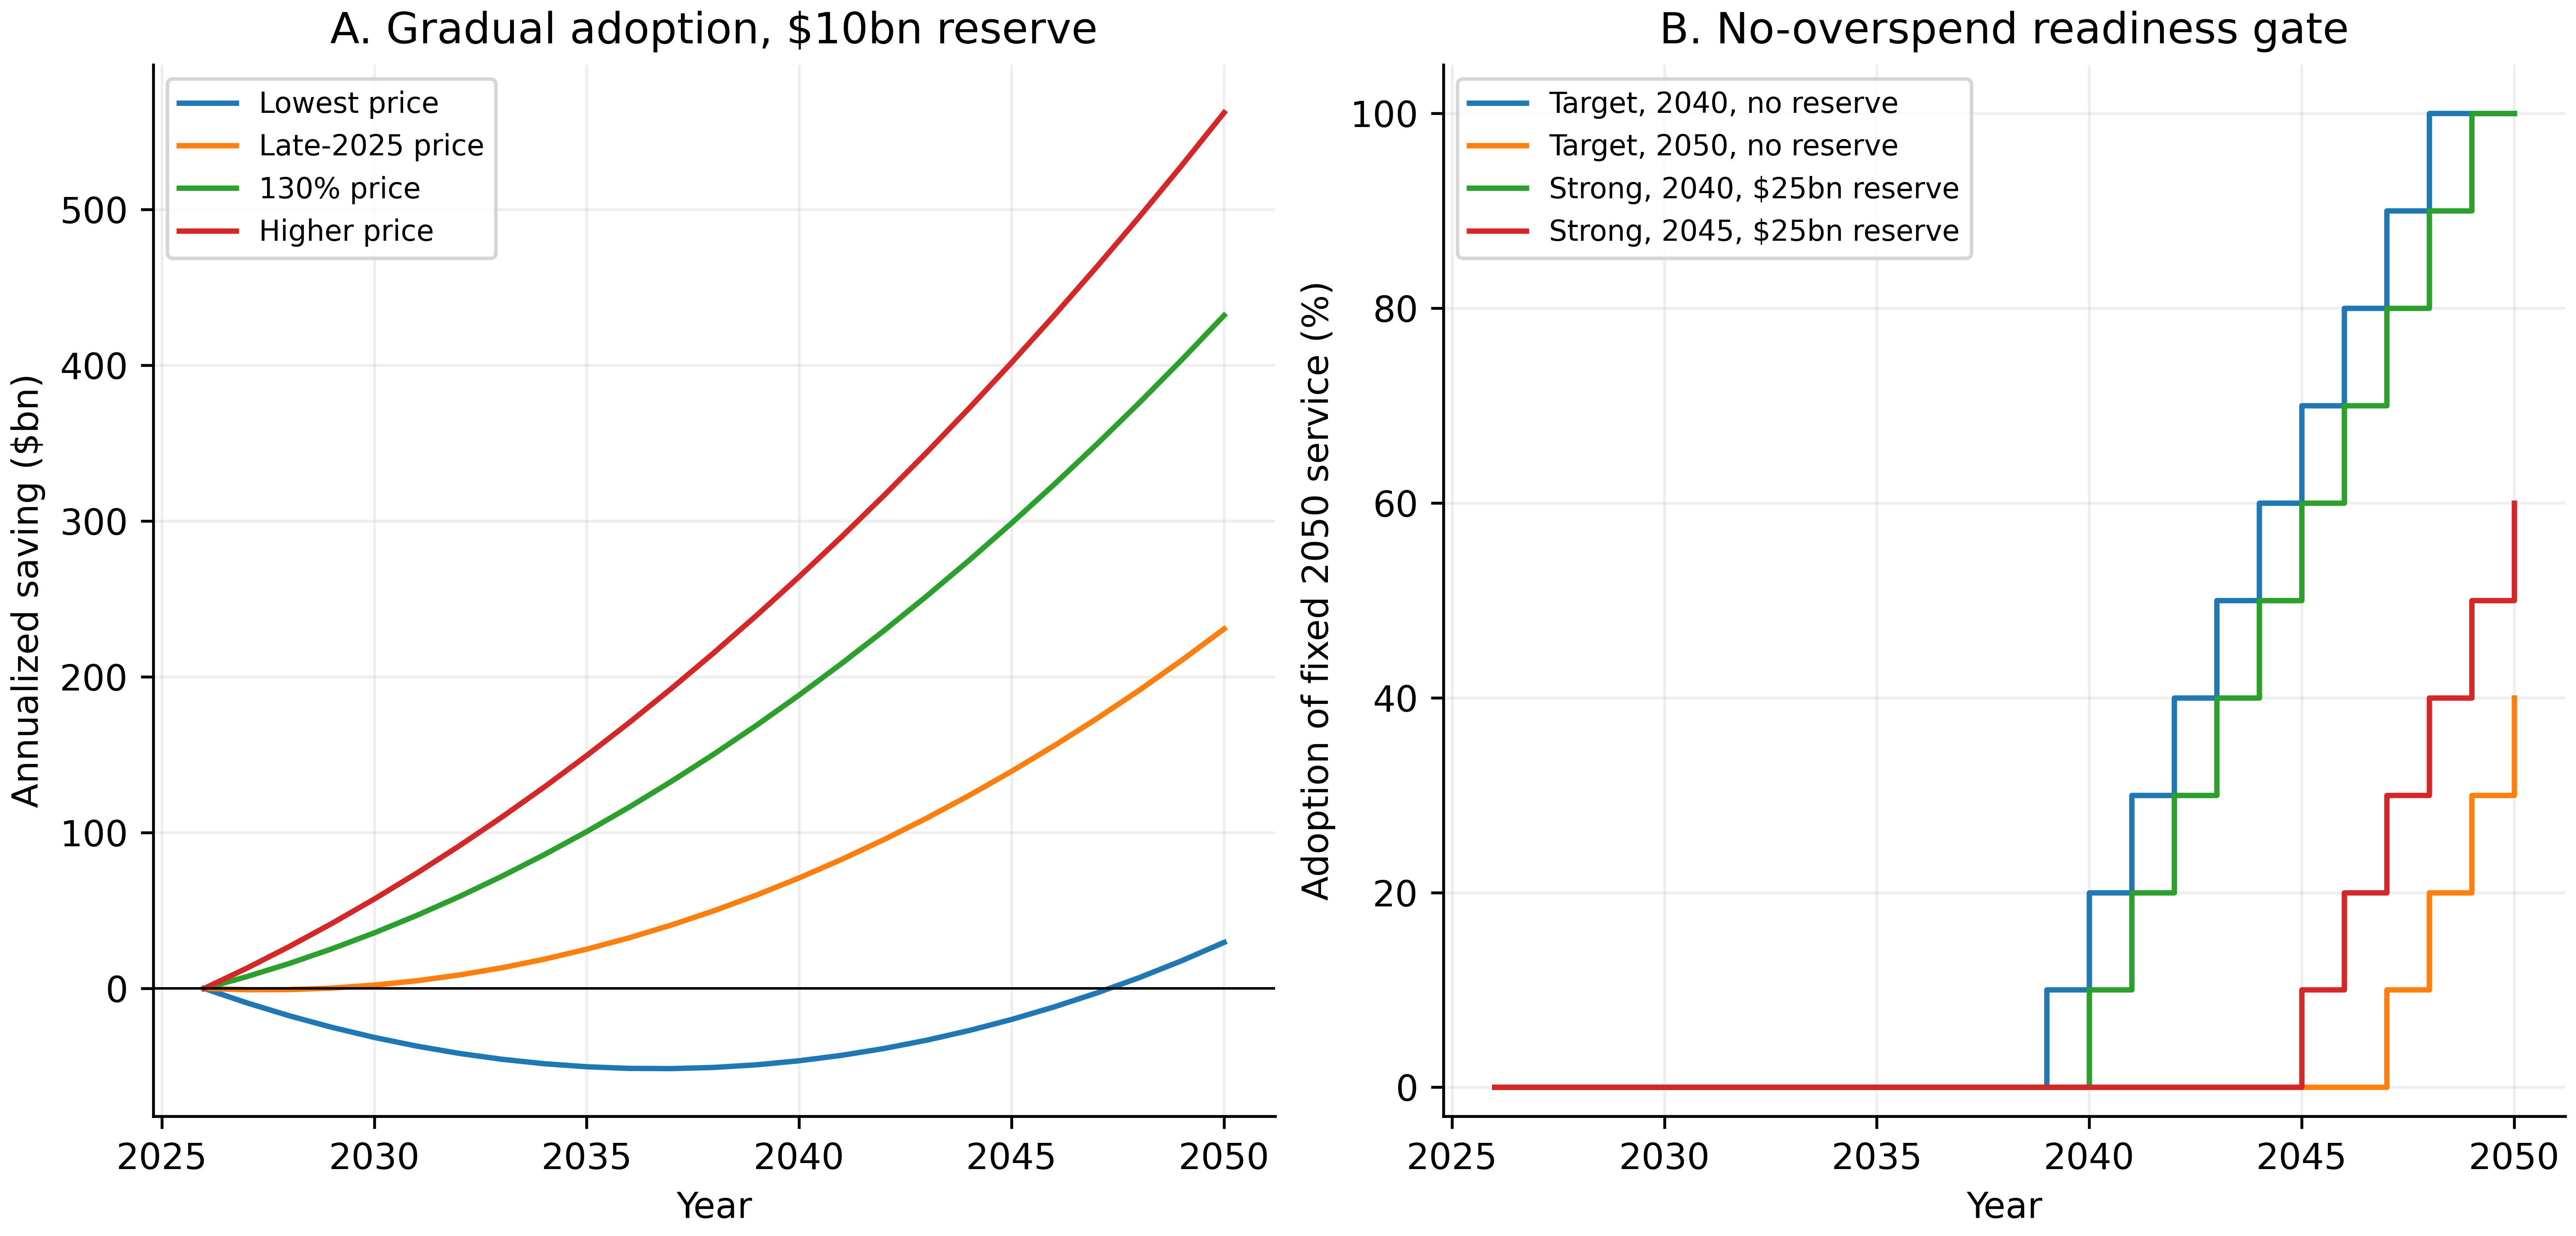 A. Gradual adoption, $10bn reserve
Lowest price
Late-2025 price
130% price
Higher price
Annualized saving ($bn)
500
400
300
200
100
0
2025 2030 2035 2040 2045 2050
Year
B. No-overspend readiness gate
Target, 2040, no reserve
Target, 2050, no reserve
Strong, 2040, $25bn reserve
Strong, 2045, $25bn reserve
Adoption of fixed 2050 service (%)
100
80
60
40
20
0
2025 2030 2035 2040 2045 2050
Year